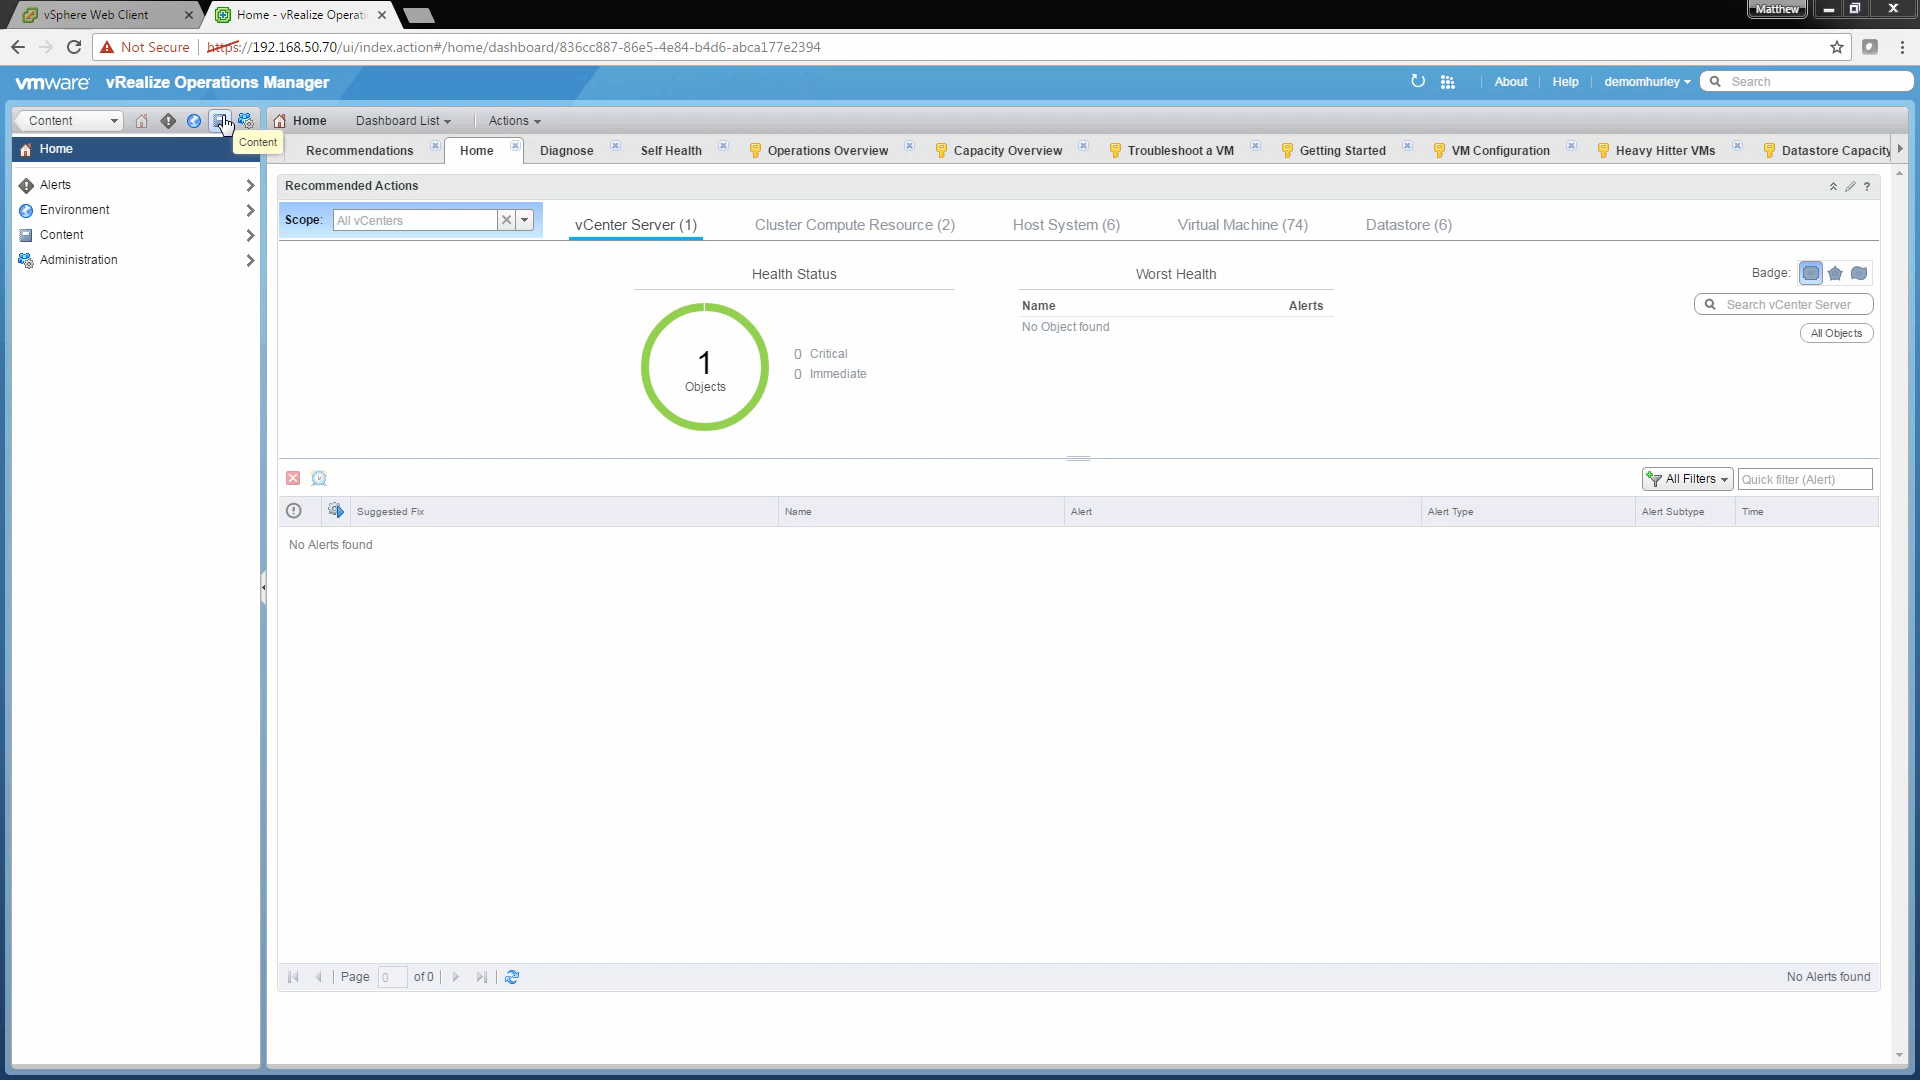 vSphere Web Client
Home - vRealize Operati
Matthew
Not Secure https://192.168.50.70/ui/index.action#/home/dashboard/836cc887-86e5-4e84-b4d6-abca177e2394
vmware vRealize Operations Manager
About Help demomhurley Search
Content
Home Dashboard List Actions
Content
Home
Alerts
Environment
Content
Administration
Recommendations Home Diagnose Self Health Operations Overview Capacity Overview Troubleshoot a VM Getting Started VM Configuration Heavy Hitter VMs Datastore Capacity
Recommended Actions ?
Scope: All vCenters
vCenter Server (1) Cluster Compute Resource (2) Host System (6) Virtual Machine (74) Datastore (6)
Health Status
1
Objects
0 Critical
0 Immediate
Worst Health
Name Alerts
No Object found
Badge:
Search vCenter Server
All Objects
All Filters Quick filter (Alert)
Suggested Fix Name Alert Alert Type Alert Subtype Time
No Alerts found
Page 0 of 0 No Alerts found